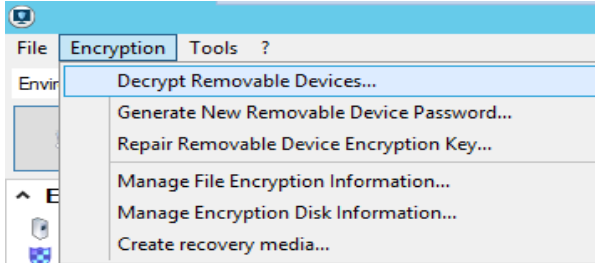 File Encryption Tools ?
Envir
Decrypt Removable Devices...
Generate New Removable Device Password...
Repair Removable Device Encryption Key...
Manage File Encryption Information...
Manage Encryption Disk Information...
E
Create recovery media...